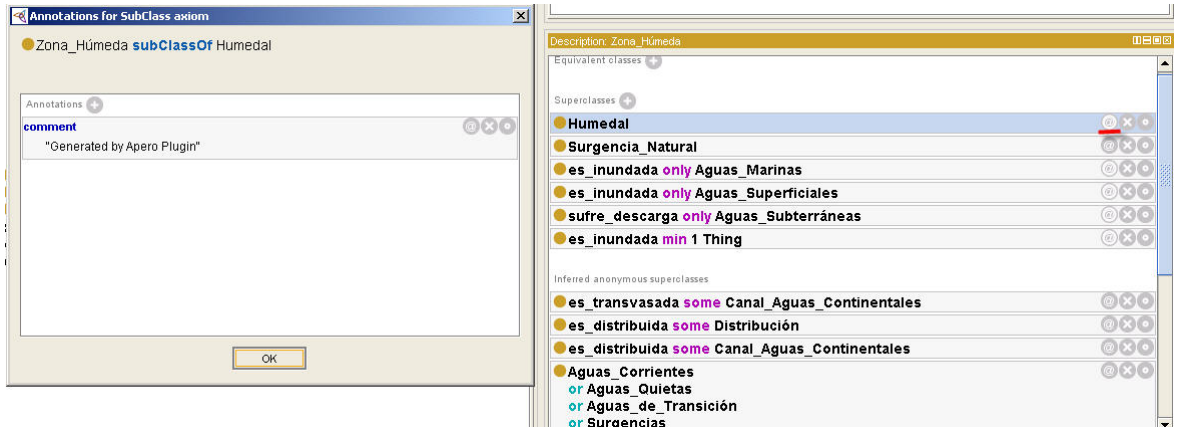 Annotations for SubClass axiom
Zona_Húmeda subClassOf Humedal
Annotations
comment
"Generated by Apero Plugin"
OK
Description: Zona_Húmeda
Equivalent classes
Superclasses
Humedal
Surgencia_Natural
es_inundada only Aguas_Marinas
es_inundada only Aguas_Superficiales
sufre_descarga only Aguas_Subterráneas
es_inundada min 1 Thing
Inferred anonymous superclasses
es_transvasada some Canal_Aguas_Continentales
es_distribuida some Distribución
es_distribuida some Canal_Aguas_Continentales
Aguas_Corrientes
or Aguas_Quietas
or Aguas_de_Transición
or Surgencias